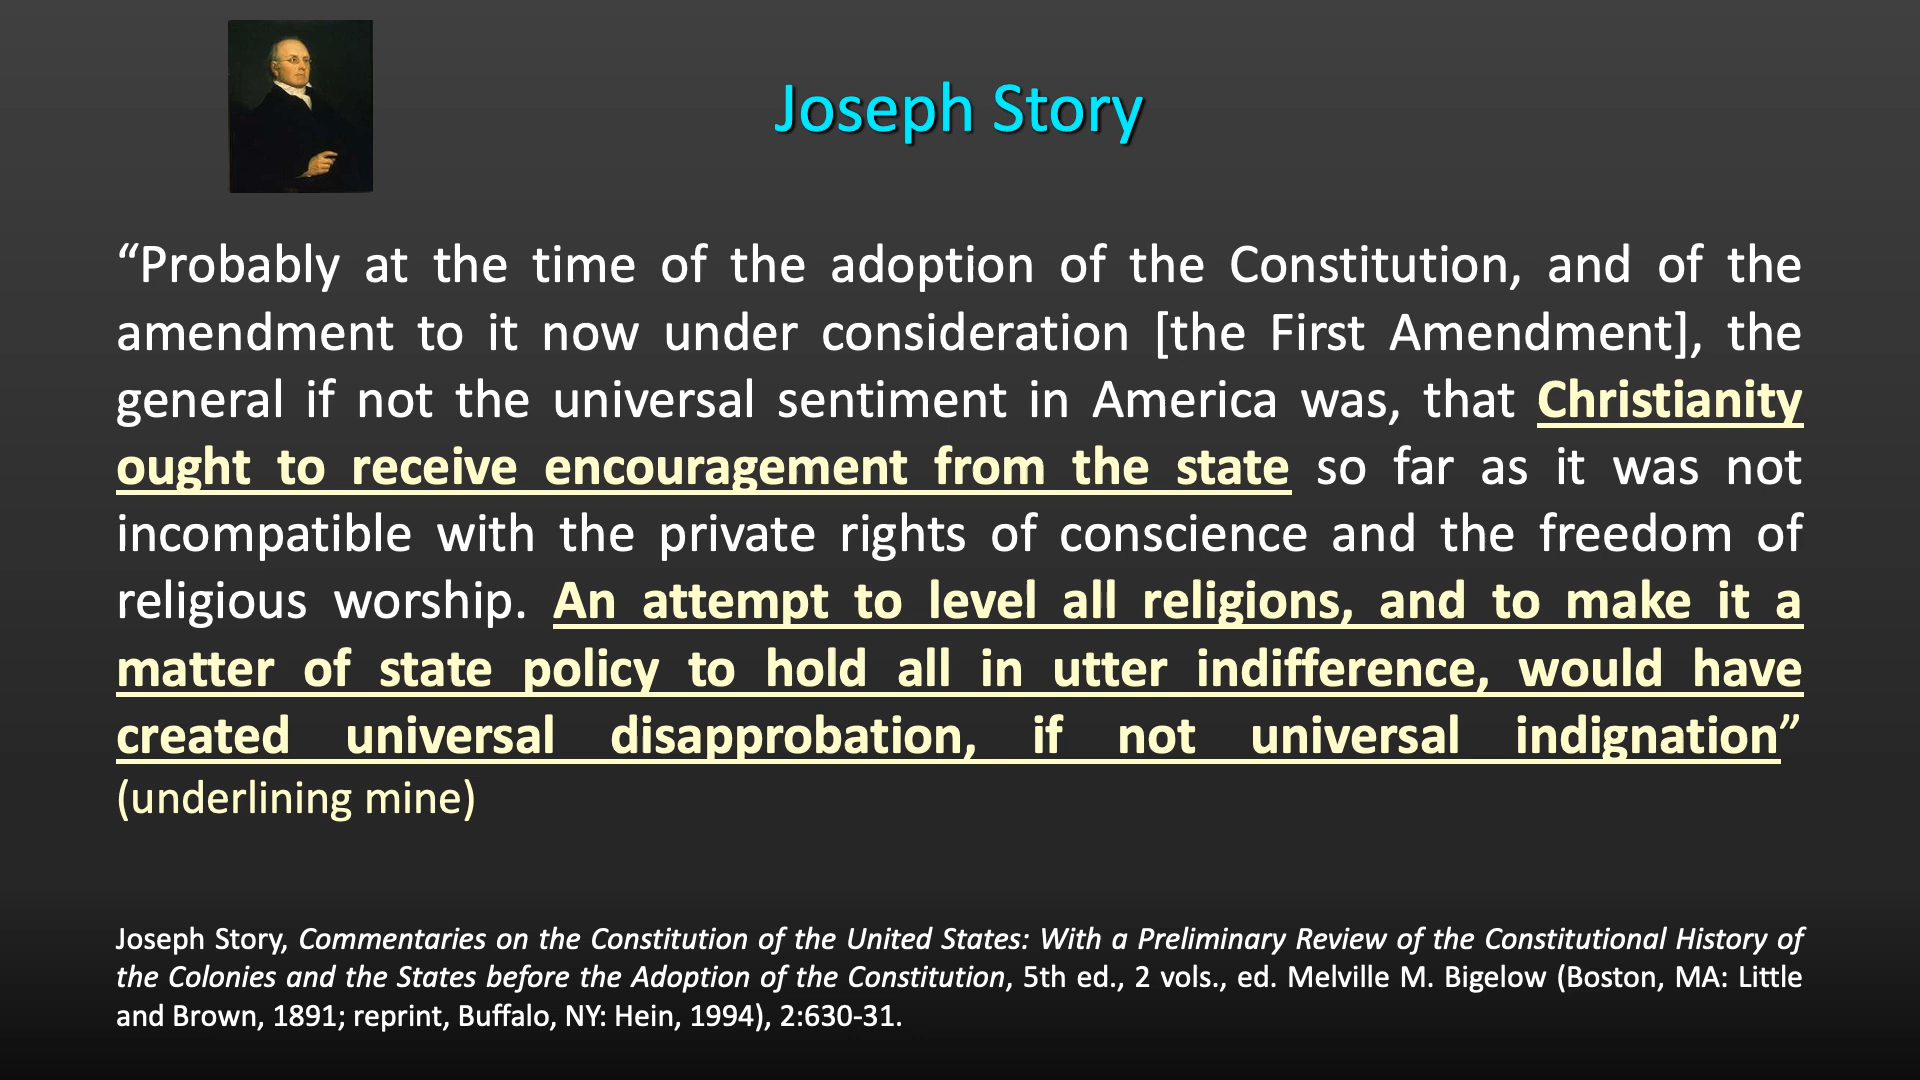 Joseph Story
“Probably at the time of the adoption of the Constitution, and of the
amendment to it now under consideration [the First Amendment], the
general if not the universal sentiment in America was, that Christianity
ought to receive encouragement from the state so far as it was not
incompatible with the private rights of conscience and the freedom of
religious worship. An attempt to level all religions, and to make it a
matter of state policy to hold all in utter indifference, would have
created universal disapprobation, if not universal indignation”
(underlining mine)
Joseph Story, Commentaries on the Constitution of the United States: With a Preliminary Review of the Constitutional History of
the Colonies and the States before the Adoption of the Constitution, 5th ed., 2 vols., ed. Melville M. Bigelow (Boston, MA: Little
and Brown, 1891; reprint, Buffalo, NY: Hein, 1994), 2:630-31.